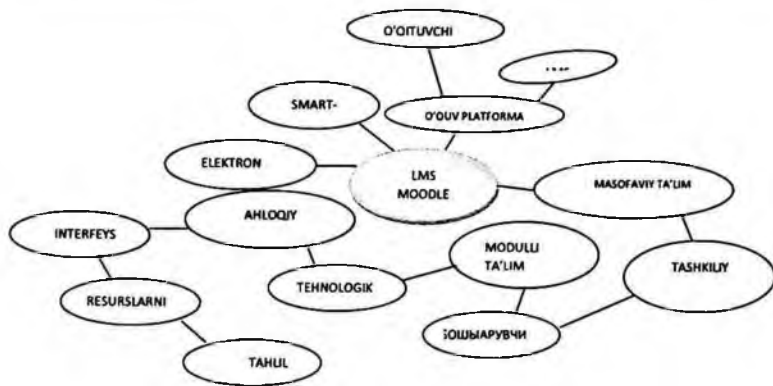 O'QITUVCHI
SMART-
O'QUV PLATFORMA
ELEKTRON
LMS
MOODLE
MASOFAVIY TA'LIM
AHLOQIY
INTERFEYS
MODULLI
TA'LIM
TASHKILIY
TEHNOLOGIK
RESURSLARNI
БОШЫАРУВЧИ
TAHLIL